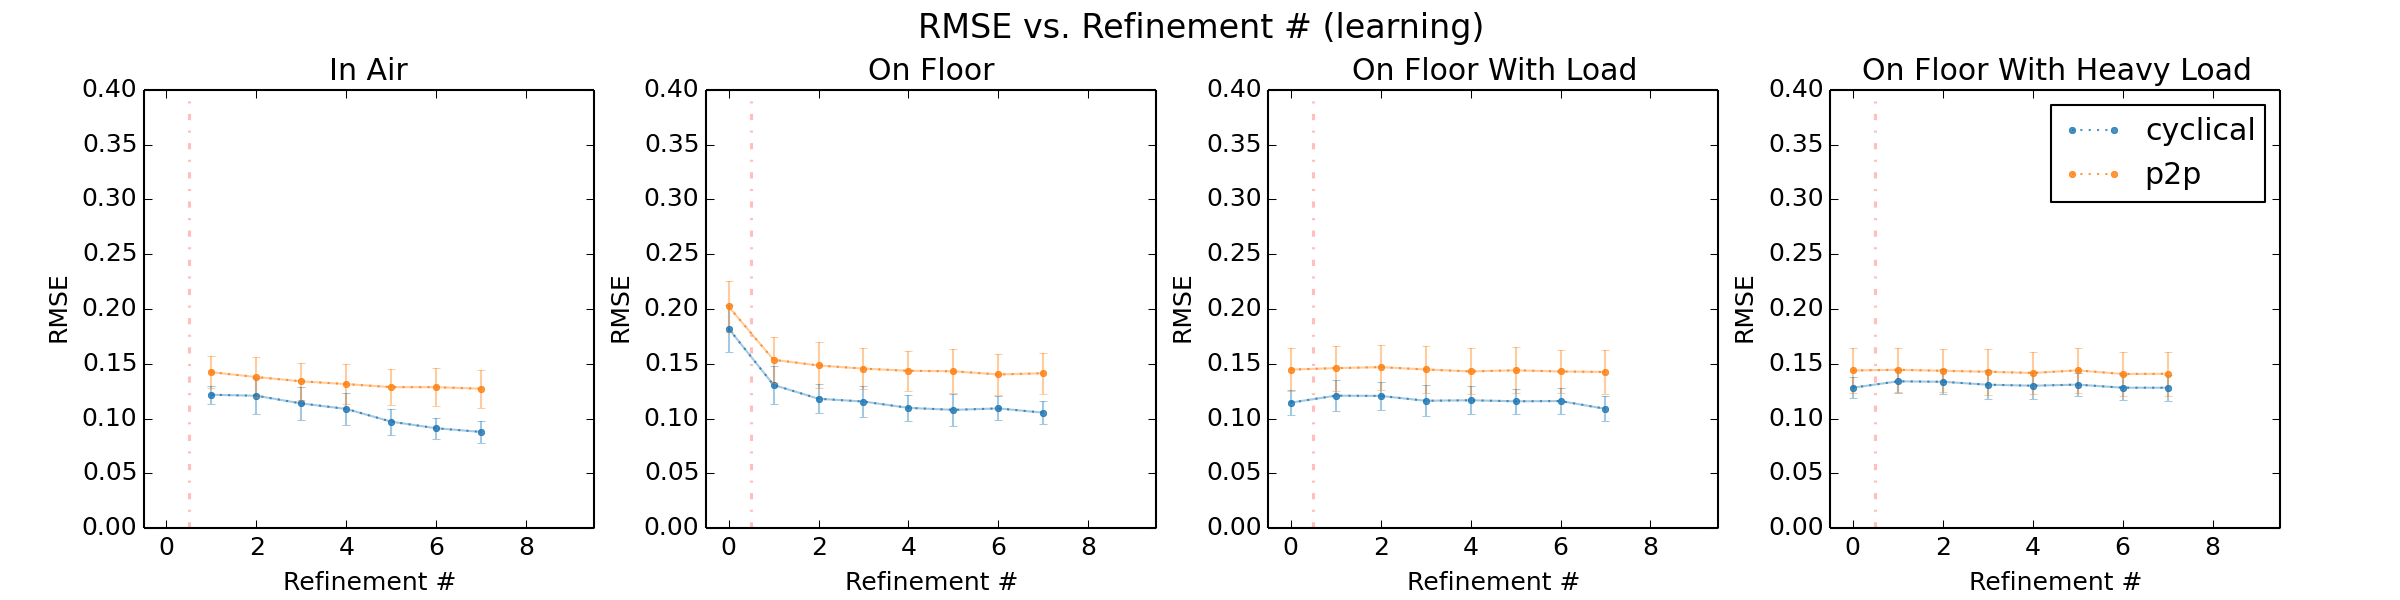 RMSE vs. Refinement # (learning)
In Air
0.40
0.35
0.30
0.25
0.20
0.15
0.10
0.05
0.00
RMSE
0 2 4 6 8
Refinement #
On Floor
0.40
0.35
0.30
0.25
0.20
0.15
0.10
0.05
0.00
RMSE
0 2 4 6 8
Refinement #
On Floor With Load
0.40
0.35
0.30
0.25
0.20
0.15
0.10
0.05
0.00
RMSE
0 2 4 6 8
Refinement #
On Floor With Heavy Load
0.40
0.35
0.30
0.25
0.20
0.15
0.10
0.05
0.00
RMSE
cyclical
p2p
0 2 4 6 8
Refinement #